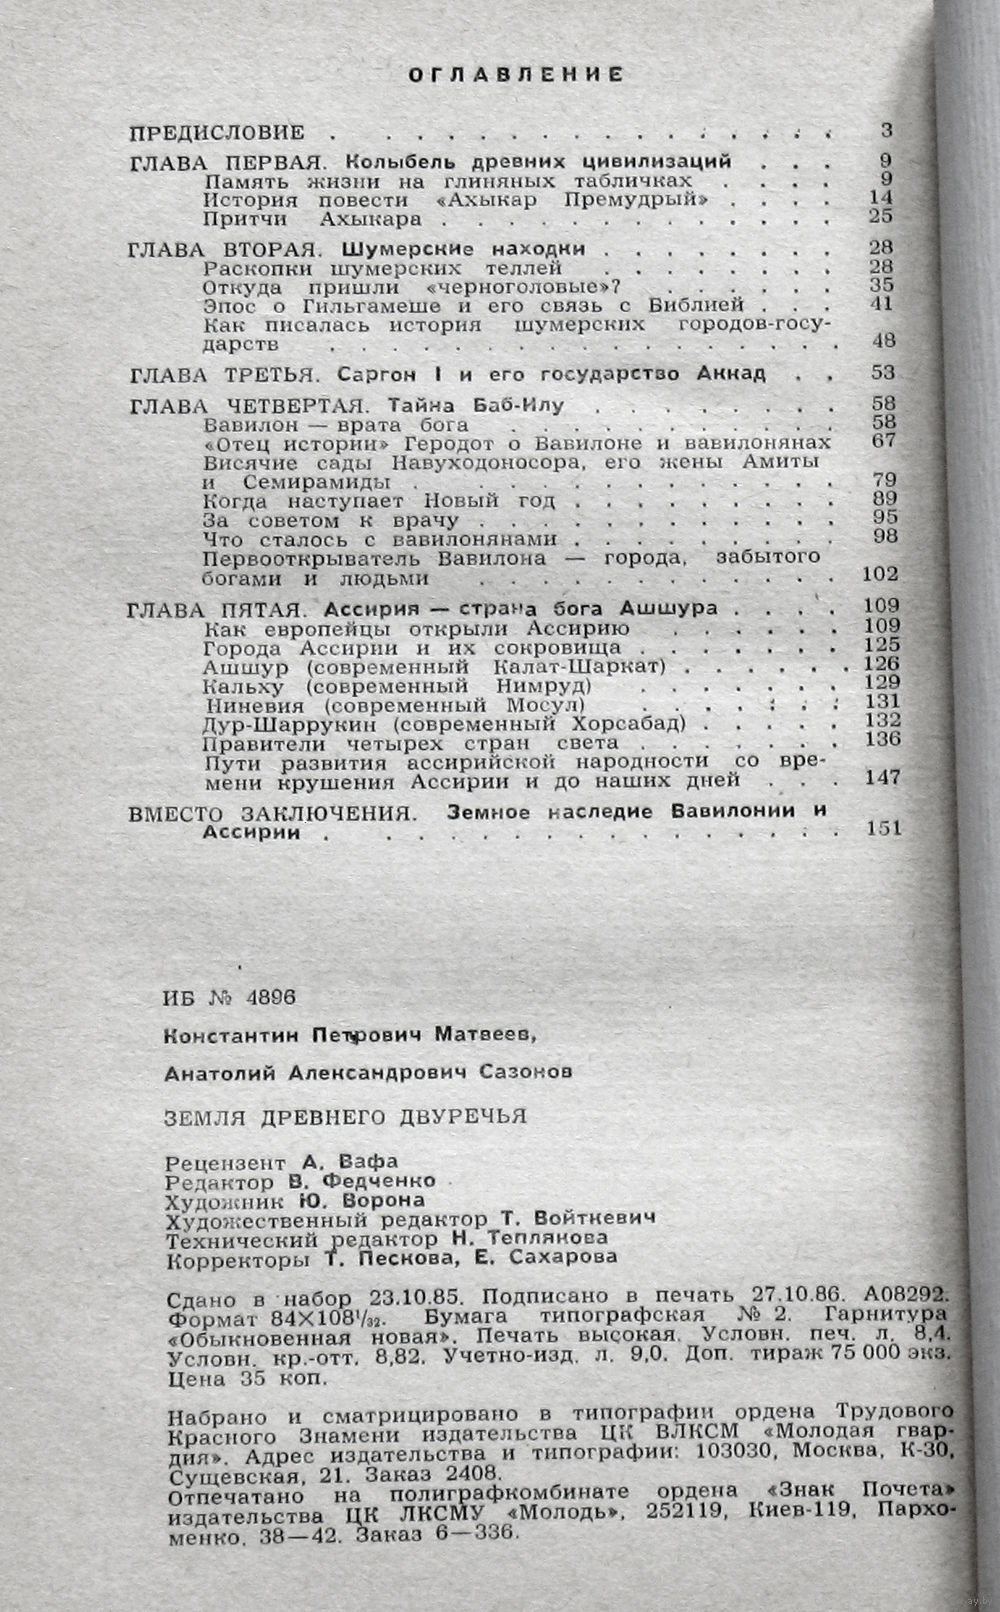 ОГЛАВЛЕНИЕ
ПРЕДИСЛОВИЕ . . . . . . . . . . . . . . . 3
ГЛАВА ПЕРВАЯ. Колыбель древних цивилизаций . . . 9
Память жизни на глиняных табличках . . . . 9
История повести «Ахыкар Премудрый» . . . . 14
Притчи Ахыкара . . . . . . . . . . . . . 25
ГЛАВА ВТОРАЯ. Шумерские находки . . . . . . . . 28
Раскопки шумерских теллей . . . . . . . . 28
Откуда пришли «черноголовые»? . . . . . . 35
Эпос о Гильгамеше и его связь с Библией . . . 41
Как писалась история шумерских городов-госу-
дарств . . . . . . . . . . . . . . . . 48
ГЛАВА ТРЕТЬЯ. Саргон I и его государство Аккад . . 53
ГЛАВА ЧЕТВЕРТАЯ. Тайна Баб-Илу . . . . . . . . 58
Вавилон — врата бога . . . . . . . . . . . 58
«Отец истории» Геродот о Вавилоне и вавилонянах 67
Висячие сады Навуходоносора, его жены Амиты
и Семирамиды . . . . . . . . . . . . . 79
Когда наступает Новый год . . . . . . . . . 89
За советом к врачу . . . . . . . . . . . . 95
Что сталось с вавилонянами . . . . . . . . . 98
Первооткрыватель Вавилона — города, забытого
богами и людьми . . . . . . . . . . . . 102
ГЛАВА ПЯТАЯ. Ассирия — страна бога Ашшура . . . . 109
Как европейцы открыли Ассирию . . . . . . 109
Города Ассирии и их сокровища . . . . . . . 125
Ашшур (современный Калат-Шаркат) . . . . . . 126
Кальху (современный Нимруд) . . . . . . . 129
Ниневия (современный Мосул) . . . . . . 131
Дур-Шаррукин (современный Хорсабад) . . . . . 132
Правители четырех стран света . . . . . . . 136
Пути развития ассирийской народности со вре-
мени крушения Ассирии и до наших дней . . . 147
ВМЕСТО ЗАКЛЮЧЕНИЯ. Земное наследие Вавилонии и
Ассирии . . . . . . . . . . . . . . . . 151
ИБ № 4896
Константин Петрович Матвеев,
Анатолий Александрович Сазонов
ЗЕМЛЯ ДРЕВНЕГО ДВУРЕЧЬЯ
Рецензент А. Вафа
Редактор В. Федченко
Художник Ю. Ворона
Художественный редактор Т. Войткевич
Технический редактор Н. Теплякова
Корректоры Т. Пескова, Е. Сахарова
Сдано в набор 23.10.85. Подписано в печать 27.10.86. А08292.
Формат 84×108¹/₃₂. Бумага типографская № 2. Гарнитура
«Обыкновенная новая». Печать высокая. Условн. печ. л. 8,4.
Условн. кр.-отт. 8,82. Учетно-изд. л. 9,0. Доп. тираж 75 000 экз.
Цена 35 коп.
Набрано и сматрицировано в типографии ордена Трудового
Красного Знамени издательства ЦК ВЛКСМ «Молодая гвар-
дия». Адрес издательства и типографии: 103030, Москва, К-30,
Сущевская, 21. Заказ 2408.
Отпечатано на полиграфкомбинате ордена «Знак Почета»
издательства ЦК ЛКСМУ «Молодь», 252119, Киев-119, Пархо-
менко, 38—42. Заказ 6—336.